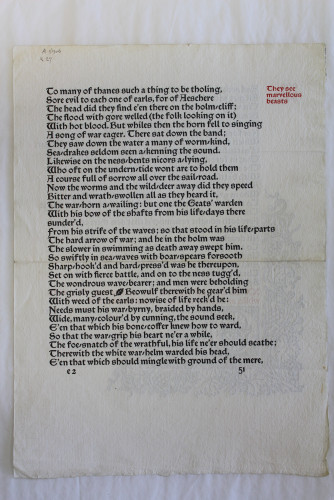 To many of thanes such a thing to be tholing,
Sore evil to each one of earls, for of Aeschere
The head did they find e'en there on the holm-cliff;
The flood with gore welled (the folk looking on it)
With hot blood. But whiles then the horn fell to singing
A song of war eager. There sat down the band;
They saw down the water a many of worm-kind,
Sea-drakes seldom seen a-kenning the sound.
Likewise on the ness-bents nicors a-lying,
Who oft on the undern-tide wont are to hold them
A course full of sorrow all over the sail-road.
Now the worms and the wild-deer away did they speed
Bitter and wrath-swollen all as they heard it,
The war-horn a-wailing: but one the Geats' warden
With his bow of the shafts from his life-days there
sunder'd,
From his strife of the waves; so that stood in his life-parts
The hard arrow of war; and he in the holm was
The slower in swimming as death away swept him.
So swiftly in sea-waves with boar-spears forsooth
Sharp-hook'd and hard-press'd was he thereupon,
Set on with fierce battle, and on to the ness tugg'd,
The wondrous wave-bearer; and men were beholding
The grisly guest. Beowulf therewith he gear'd him
With weed of the earls: nowise of life reck'd he:
Needs must his war-byrny, braided by hands,
Wide, many-colour'd by cunning, the sound seek,
E'en that which his bone-coffer knew how to ward,
So that the war-grip his heart ne'er a while,
The foe-snatch of the wrathful, his life ne'er should scathe;
Therewith the white war-helm warded his head,
E'en that which should mingle with ground of the mere,
e2 51
They see
marvellous
beasts